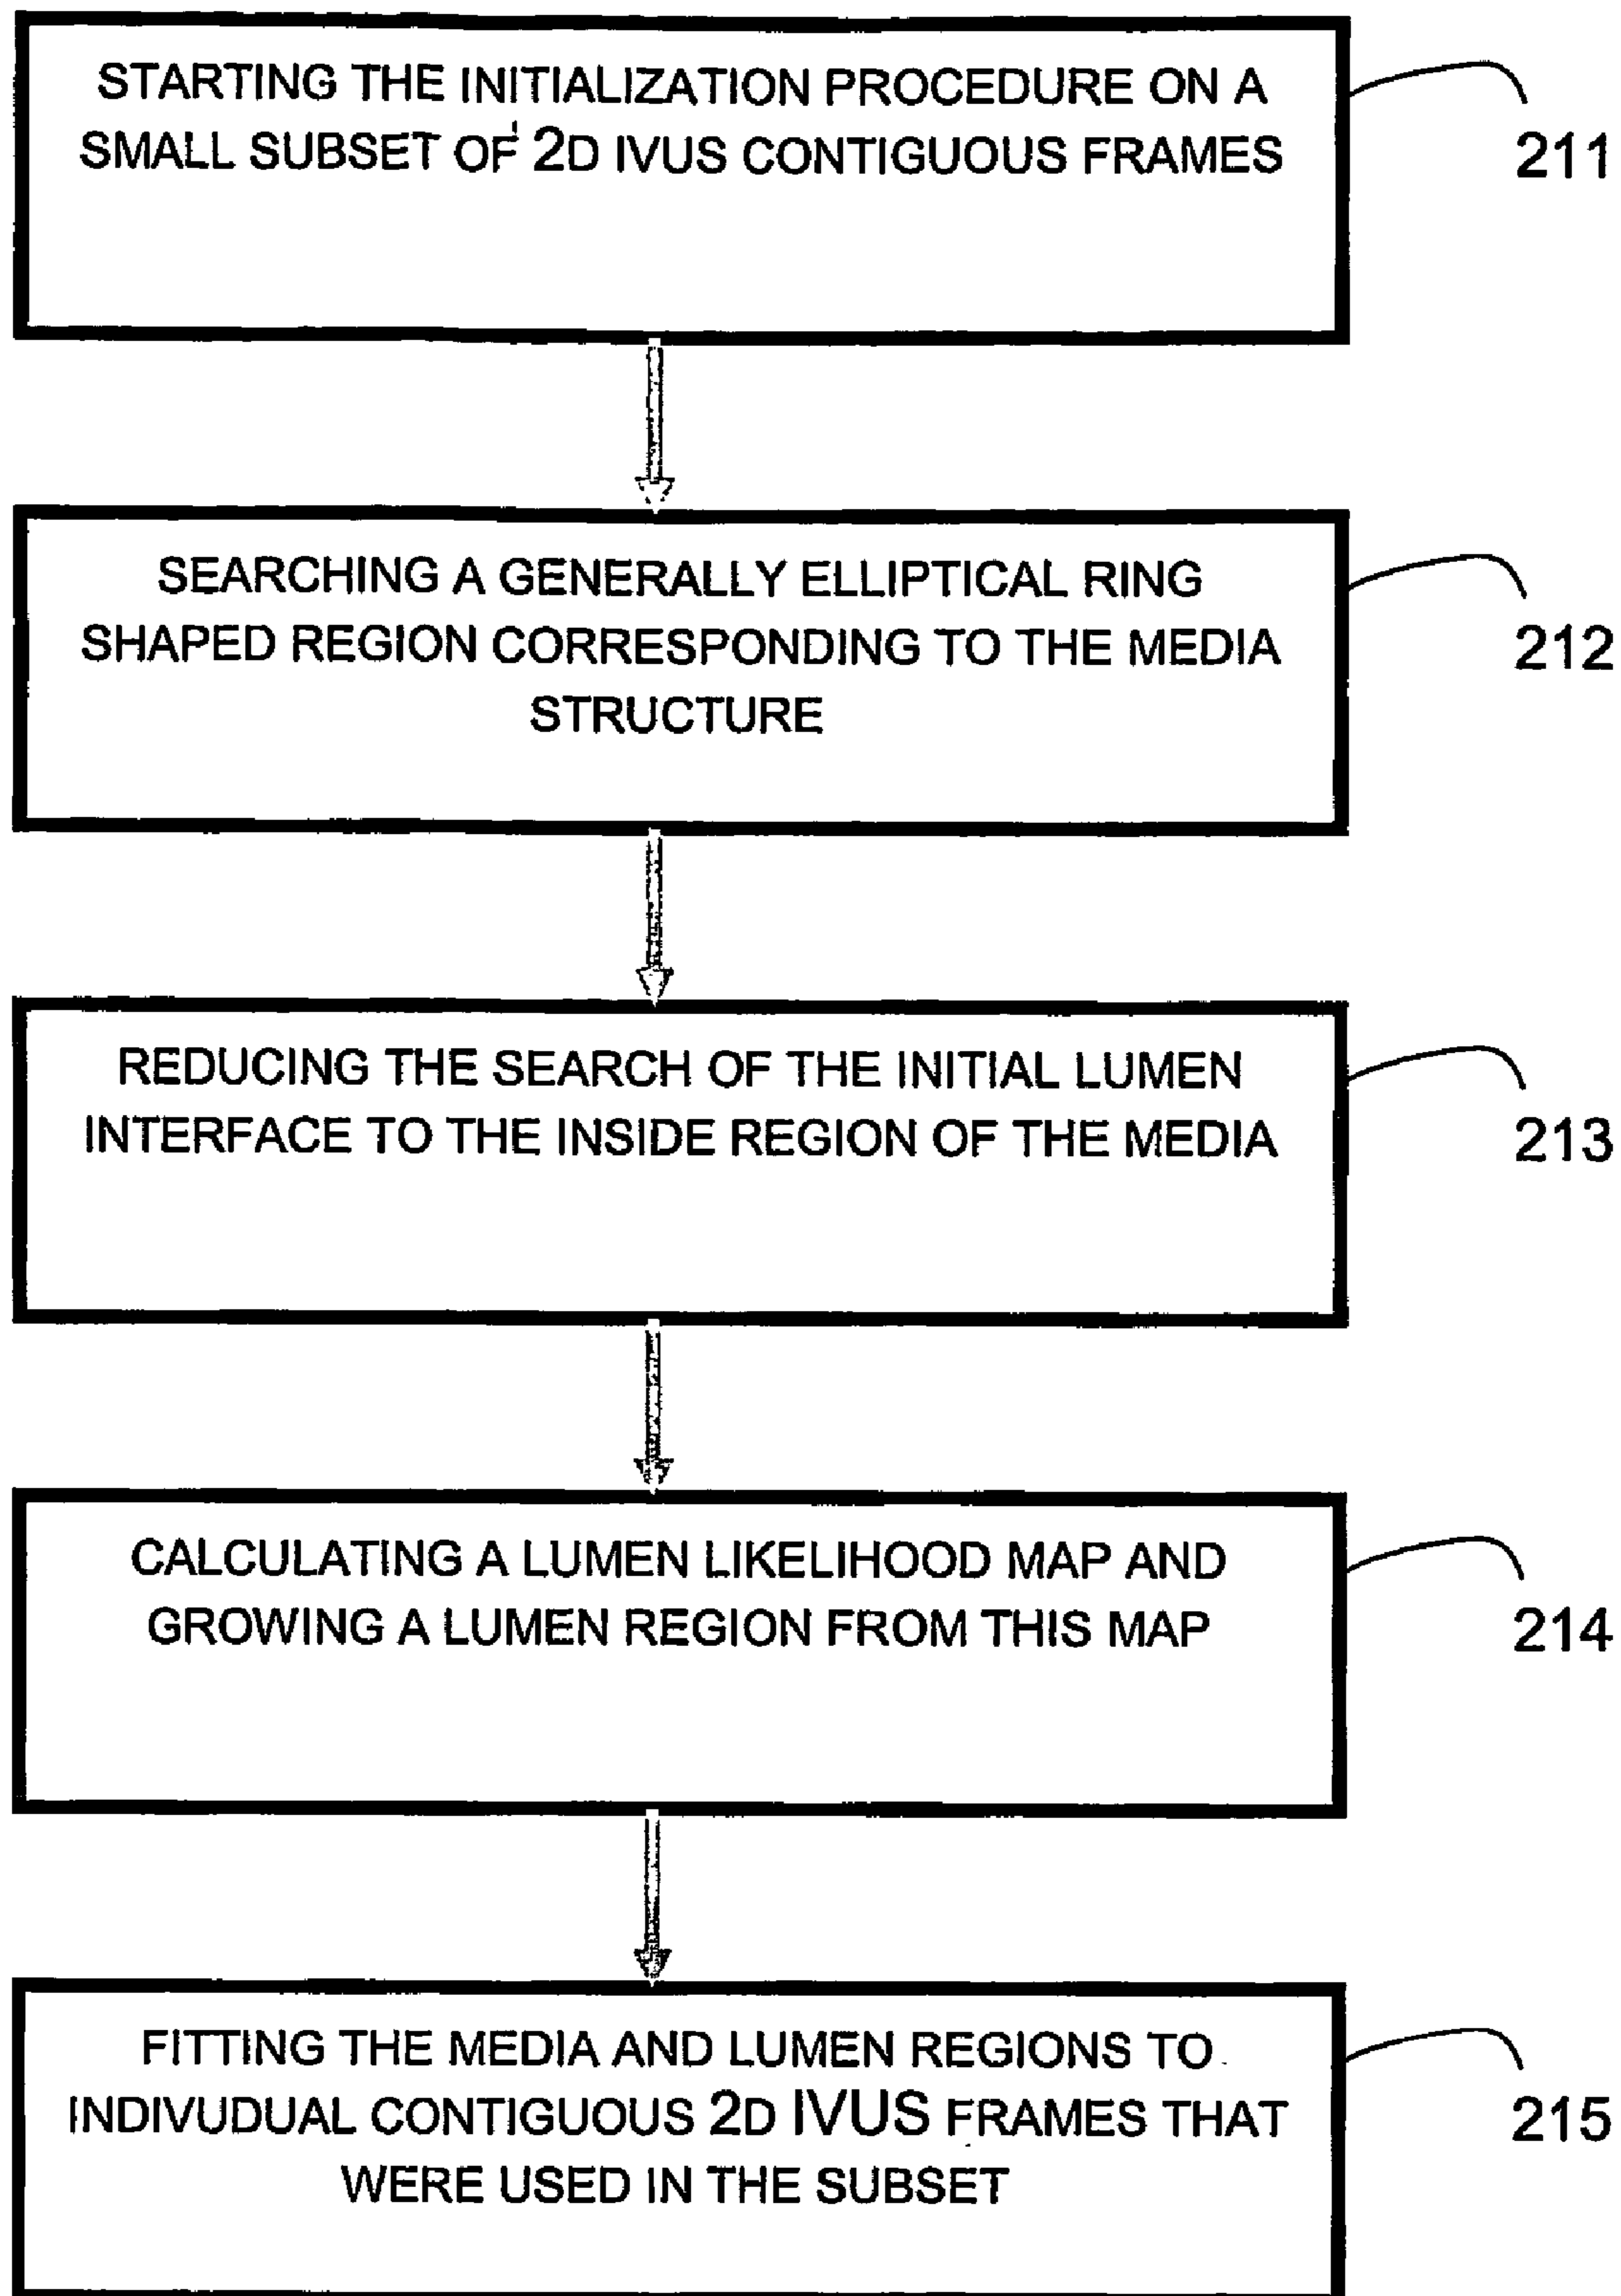 STARTING THE INITIALIZATION PROCEDURE ON A
SMALL SUBSET OF 2D IVUS CONTIGUOUS FRAMES
211
SEARCHING A GENERALLY ELLIPTICAL RING
SHAPED REGION CORRESPONDING TO THE MEDIA
STRUCTURE
212
REDUCING THE SEARCH OF THE INITIAL LUMEN
INTERFACE TO THE INSIDE REGION OF THE MEDIA
213
CALCULATING A LUMEN LIKELIHOOD MAP AND
GROWING A LUMEN REGION FROM THIS MAP
214
FITTING THE MEDIA AND LUMEN REGIONS TO
INDIVUDUAL CONTIGUOUS 2D IVUS FRAMES THAT
WERE USED IN THE SUBSET
215